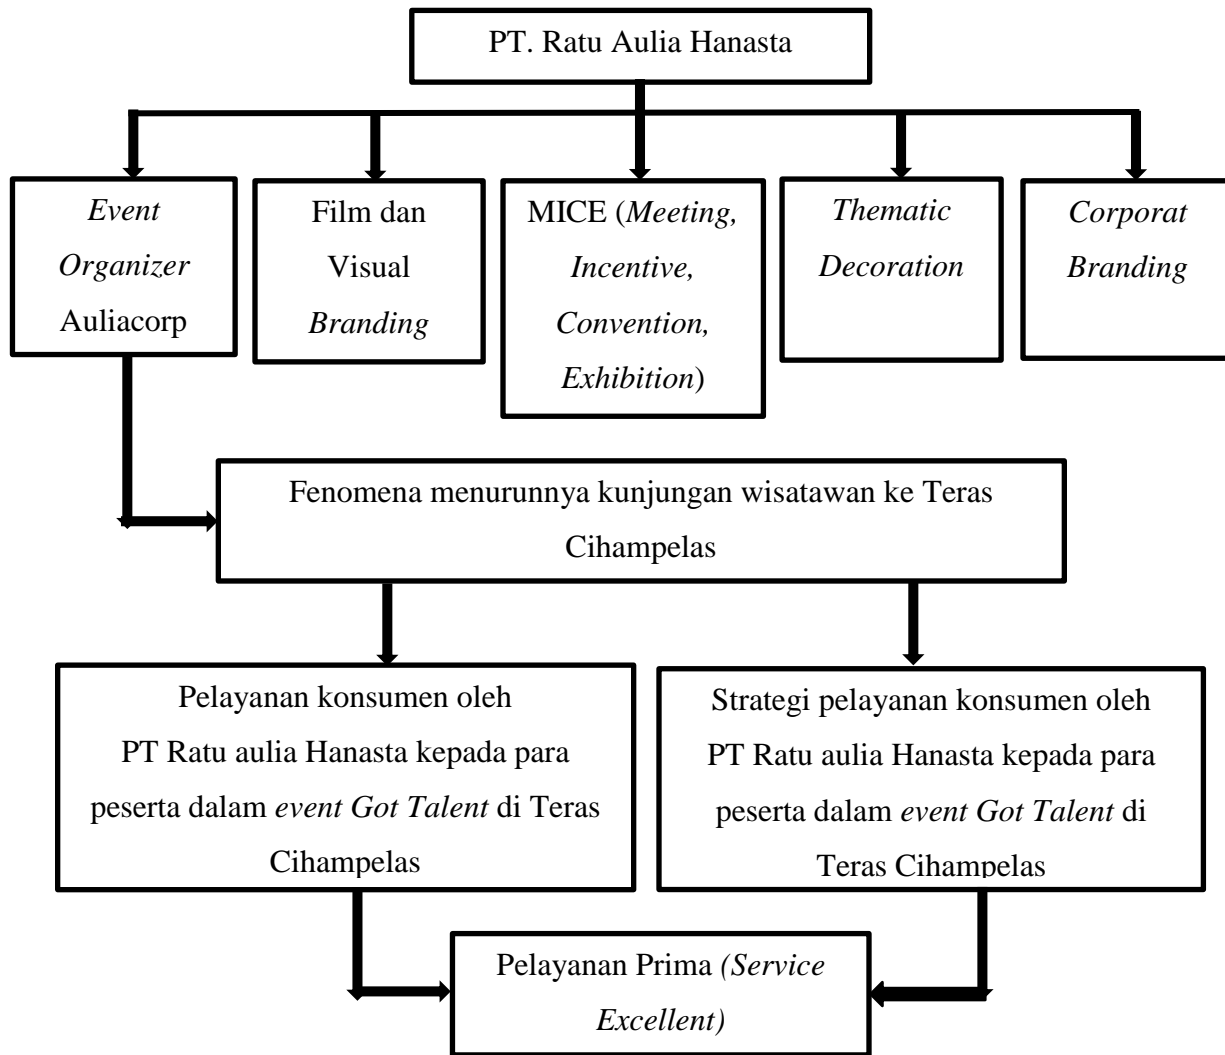 PT. Ratu Aulia Hanasta
Event
Organizer
Auliacorp
Film dan
Visual
Branding
MICE (Meeting,
Incentive,
Convention,
Exhibition)
Thematic
Decoration
Corporat
Branding
Fenomena menurunnya kunjungan wisatawan ke Teras
Cihampelas
Pelayanan konsumen oleh
PT Ratu aulia Hanasta kepada para
peserta dalam event Got Talent di Teras
Cihampelas
Strategi pelayanan konsumen oleh
PT Ratu aulia Hanasta kepada para
peserta dalam event Got Talent di
Teras Cihampelas
Pelayanan Prima (Service
Excellent)